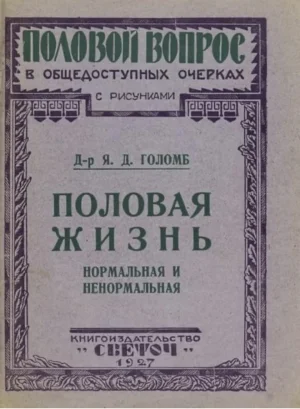 ПОЛОВОЙ ВОПРОС
В ОБЩЕДОСТУПНЫХ ОЧЕРКАХ
С РИСУНКАМИ
Д-р Я. Д. ГОЛОМБ
ПОЛОВАЯ
ЖИЗНЬ
НОРМАЛЬНАЯ И
НЕНОРМАЛЬНАЯ
КНИГОИЗДАТЕЛЬСТВО
"СВЕТОЧ"
1927